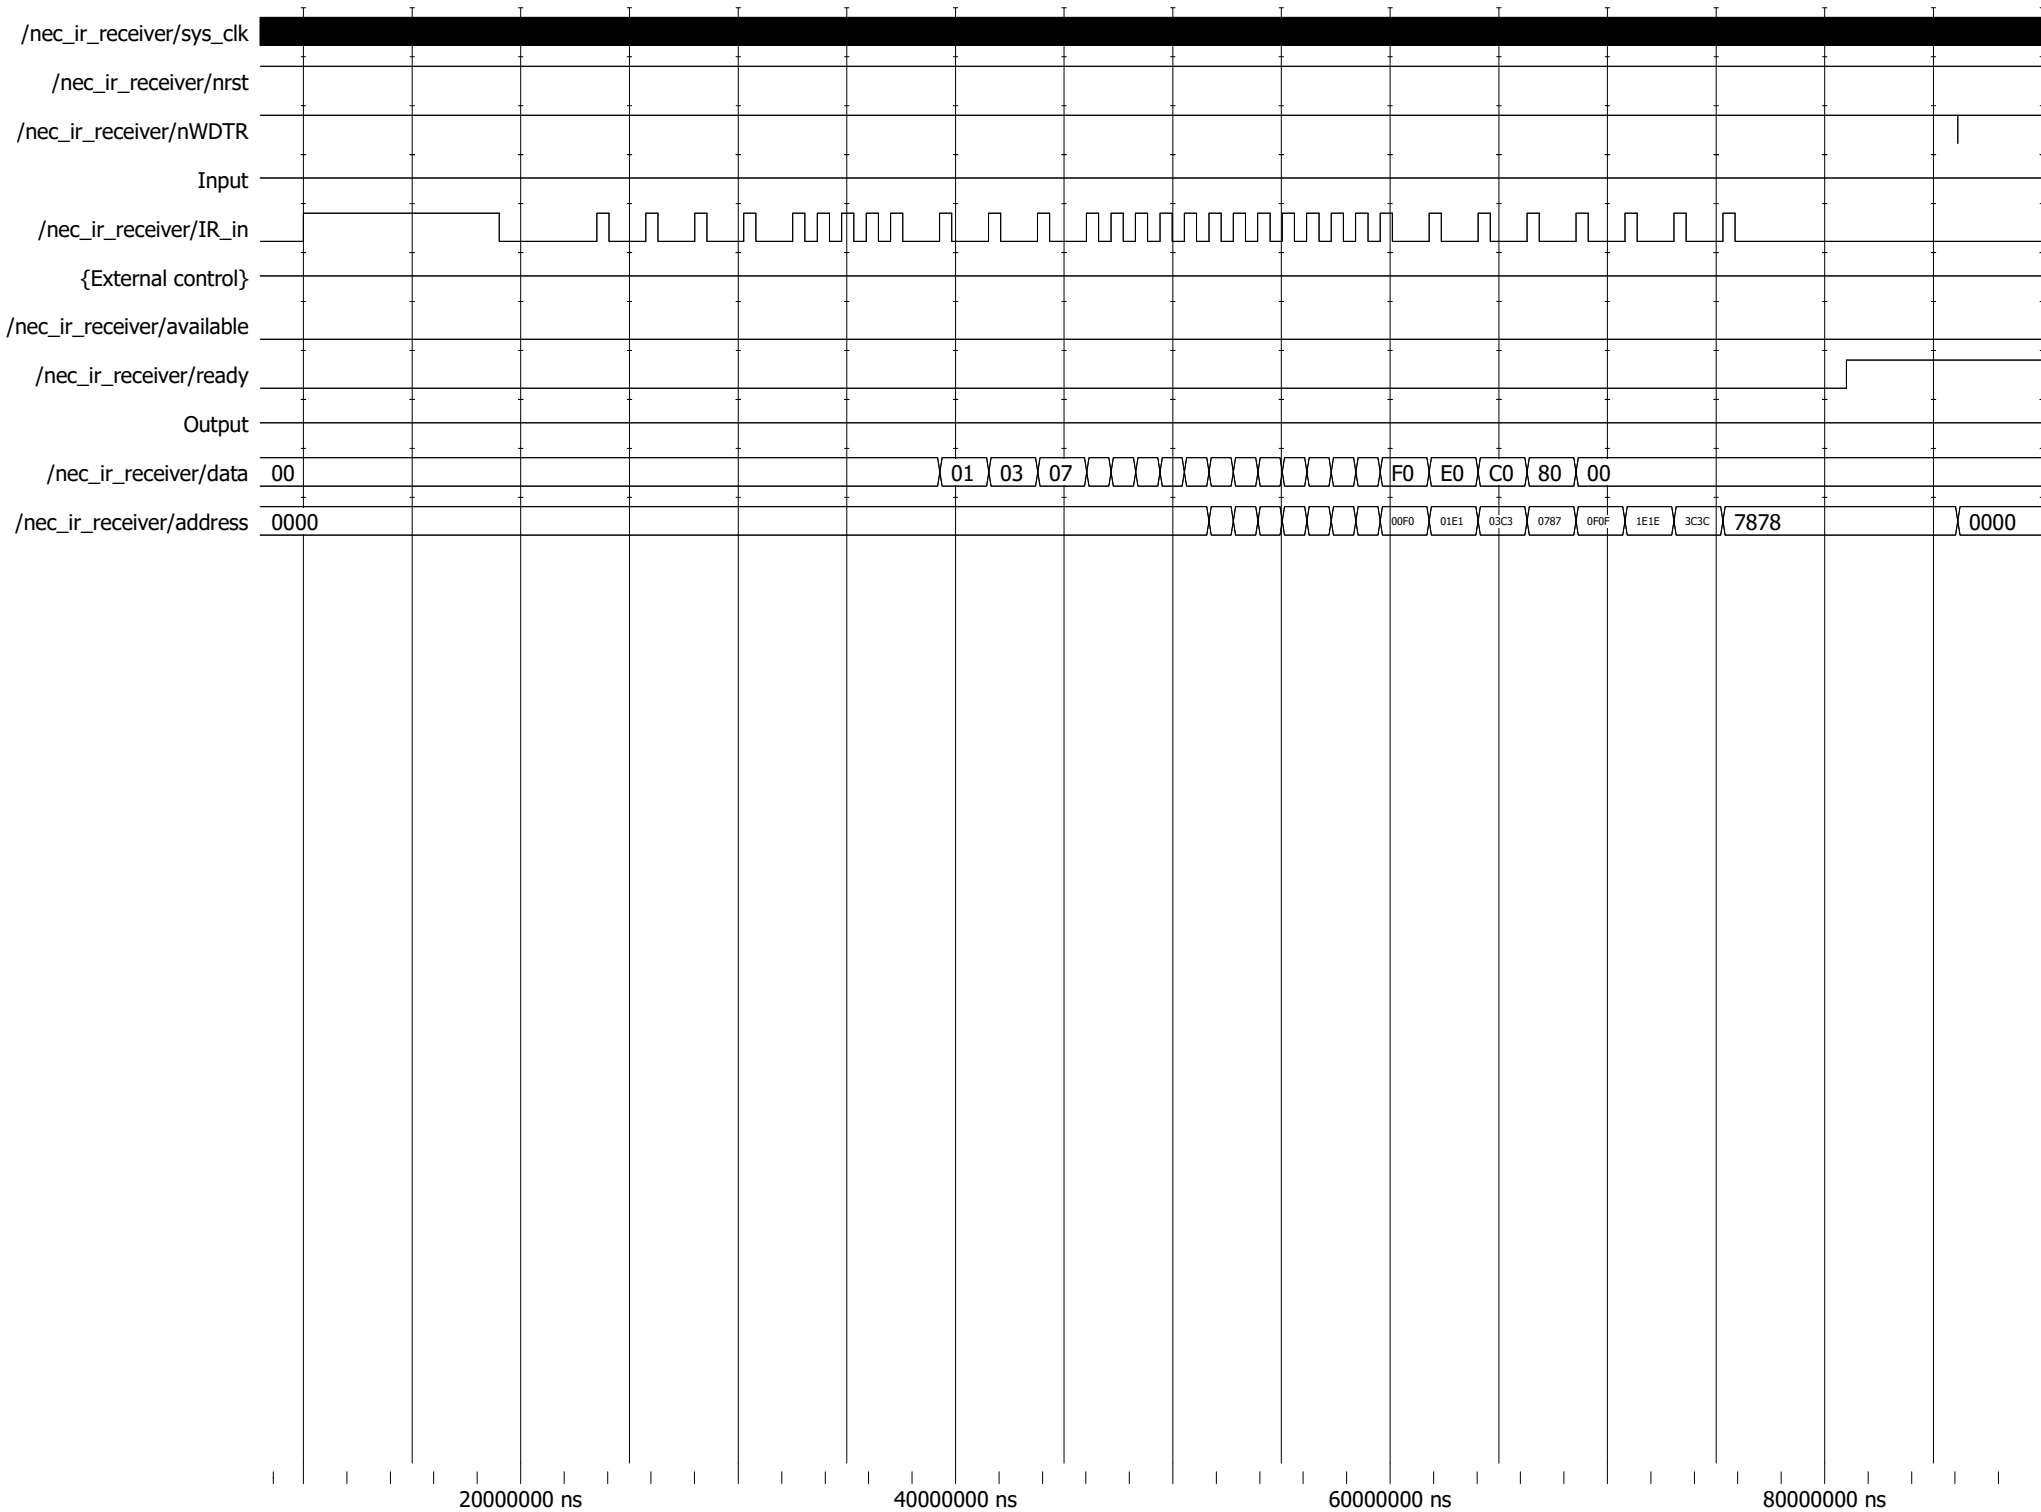 /nec_ir_receiver/sys_clk
/nec_ir_receiver/nrst
/nec_ir_receiver/nWDTR
Input
/nec_ir_receiver/IR_in
{External control}
/nec_ir_receiver/available
/nec_ir_receiver/ready
Output
/nec_ir_receiver/data 00 01 03 07 F0 E0 C0 80 00
/nec_ir_receiver/address 0000 00F0 01E1 03C3 0787 0F0F 1E1E 3C3C 7878 0000
20000000 ns 40000000 ns 60000000 ns 80000000 ns